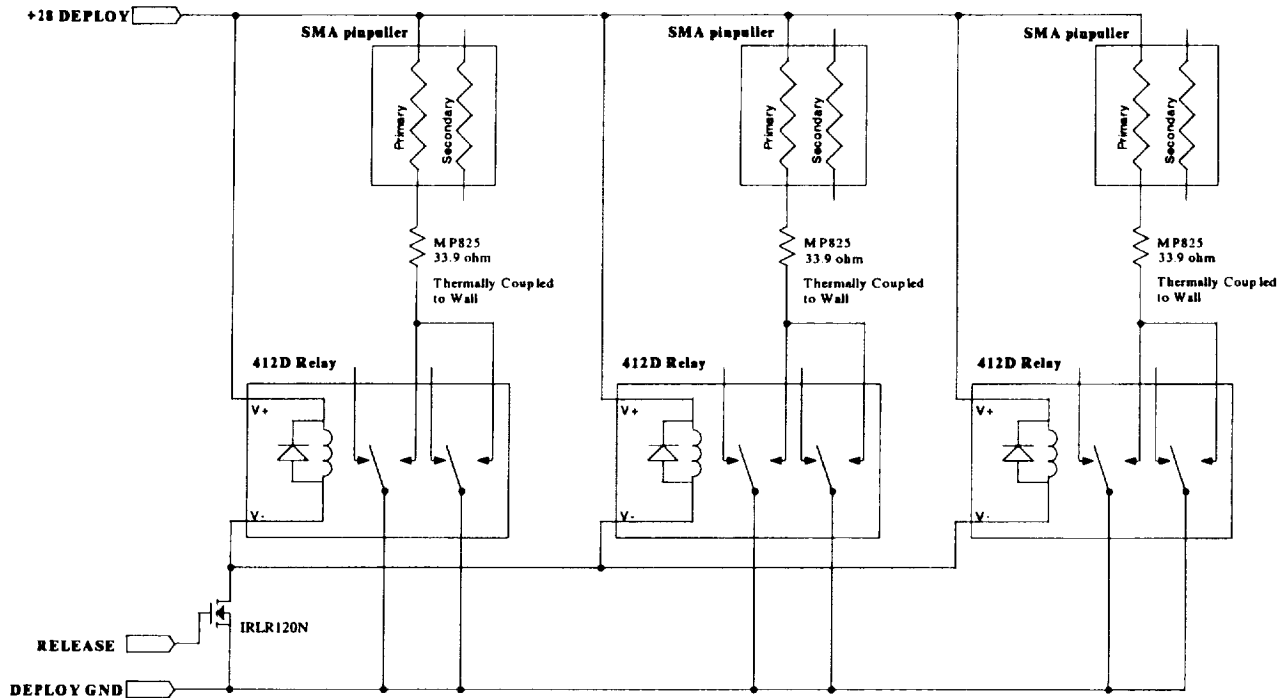 +28 DEPLOY
SMA pinpuller
SMA pinpuller
SMA pinpuller
Primary
Secondary
Primary
Secondary
Primary
Secondary
MP825
33.9 ohm
Thermally Coupled
to Wall
MP825
33.9 ohm
Thermally Coupled
to Wall
MP825
33.9 ohm
Thermally Coupled
to Wall
412D Relay
412D Relay
412D Relay
V+
V+
V+
V-
V-
V-
IRLR120N
RELEASE
DEPLOY GND